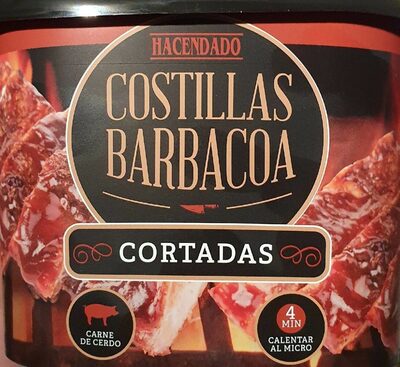 HACENDADO
COSTILLAS
BARBACOA
CORTADAS
CARNE
DE CERDO
4
MIN
CALENTAR
AL MICRO